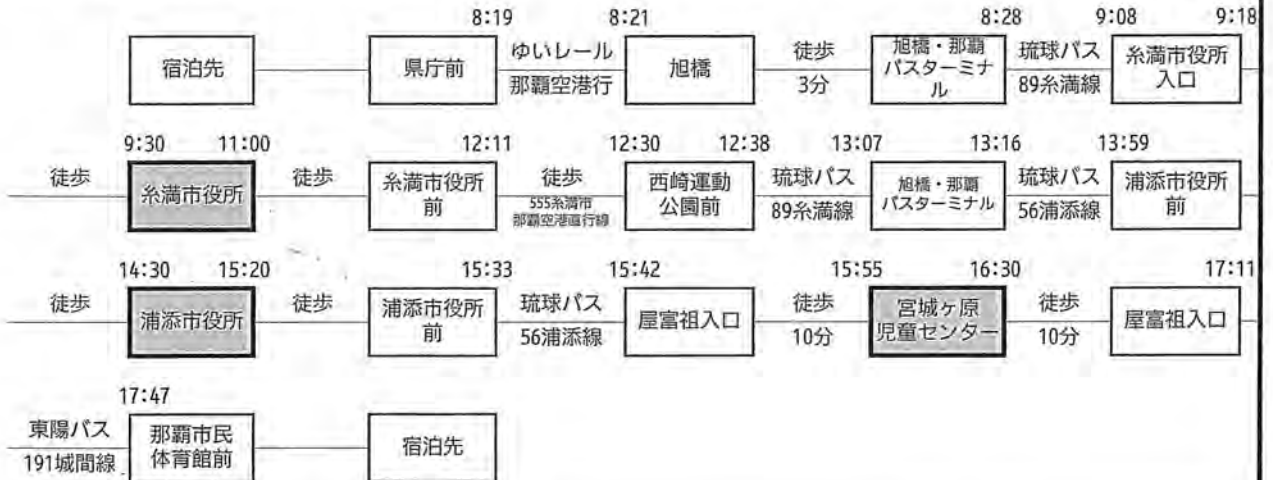 8:19 8:21 8:28 9:08 9:18
宿泊先 県庁前 ゆいレール 那覇空港行 旭橋 徒歩 3分 旭橋・那覇バスターミナル 琉球バス 89糸満線 糸満市役所入口
9:30 11:00 12:11 12:30 12:38 13:07 13:16 13:59
徒歩 糸満市役所 徒歩 糸満市役所前 徒歩 555糸満市那覇空港直行線 西崎運動公園前 琉球バス 89糸満線 旭橋・那覇バスターミナル 琉球バス 56浦添線 浦添市役所前
14:30 15:20 15:33 15:42 15:55 16:30 17:11
徒歩 浦添市役所 徒歩 浦添市役所前 琉球バス 56浦添線 屋富祖入口 徒歩 10分 宮城ヶ原児童センター 徒歩 10分 屋富祖入口
17:47
東陽バス 191城間線 那覇市民体育館前 宿泊先